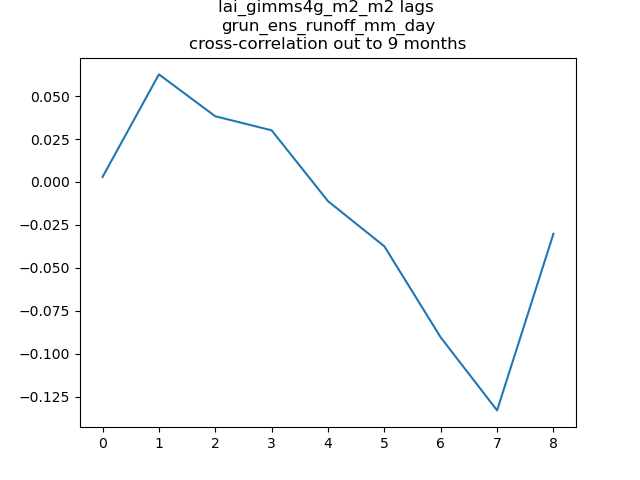 lai_gimms4g_m2_m2 lags
grun_ens_runoff_mm_day
cross-correlation out to 9 months
0.050
0.025
0.000
−0.025
−0.050
−0.075
−0.100
−0.125
0 1 2 3 4 5 6 7 8